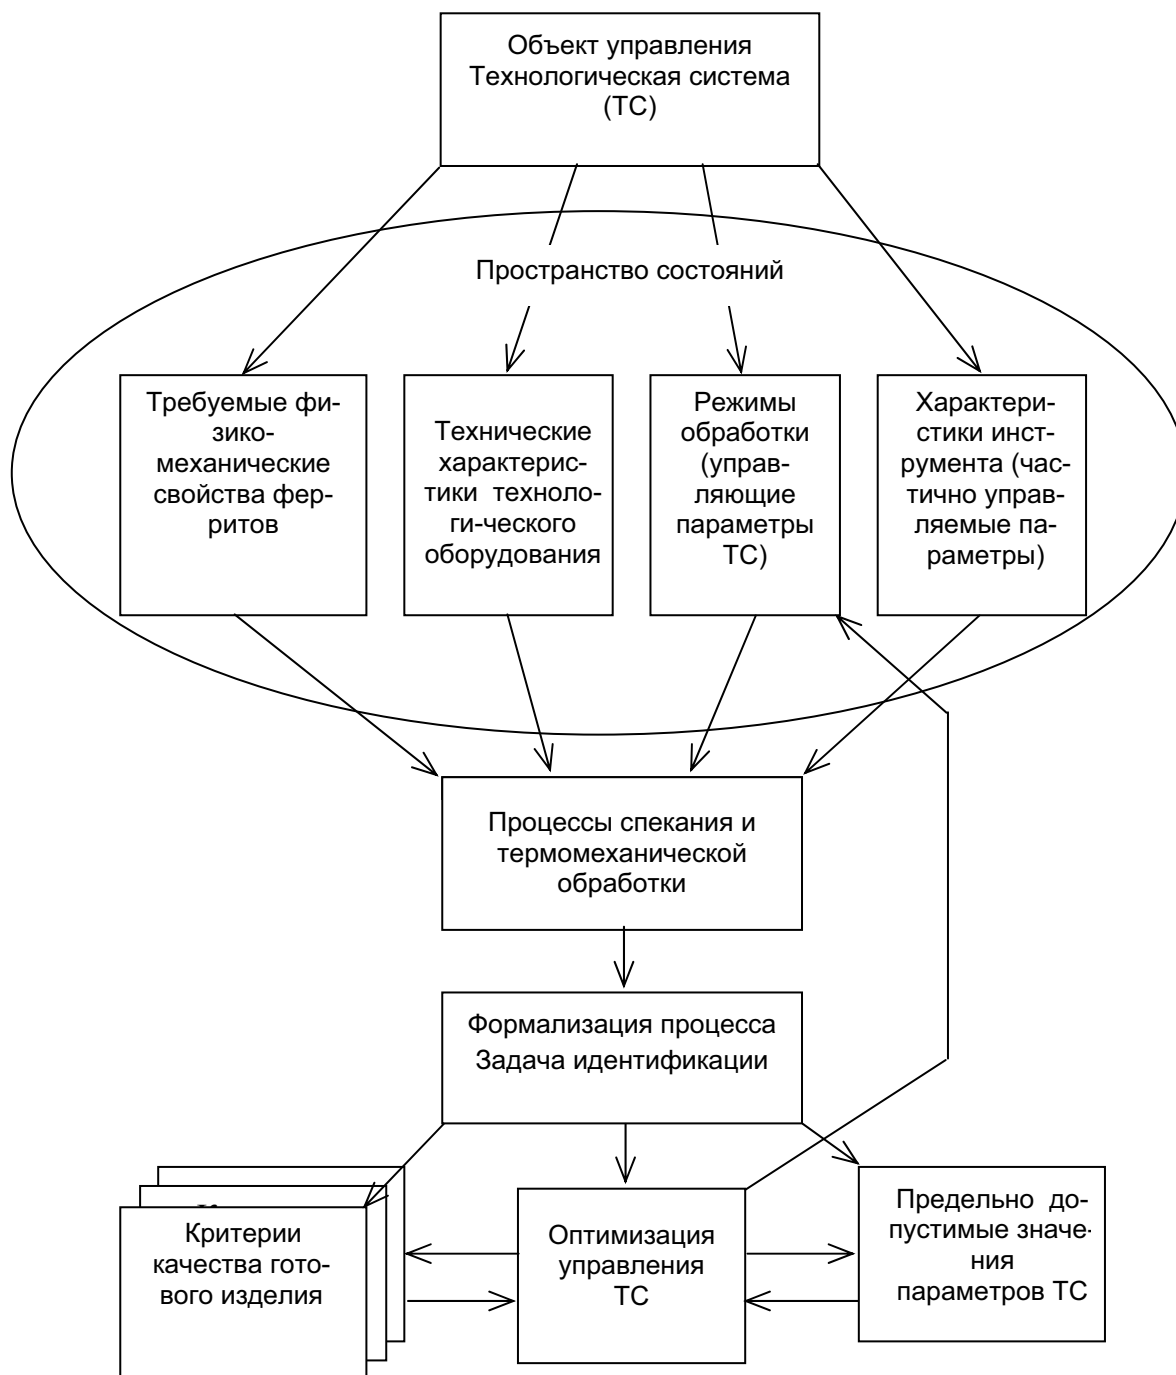 Объект управления
Технологическая система
(ТС)
Пространство состояний
Требуемые фи-
зико-
механические
свойства фер-
ритов
Технические
характерис-
тики техноло-
ги-ческого
оборудования
Режимы
обработки
(управ-
ляющие
параметры
ТС)
Характери-
стики инст-
румента (час-
тично управ-
ляемые па-
раметры)
Процессы спекания и
термомеханической
обработки
Формализация процесса
Задача идентификации
Критерии
качества гото-
вого изделия
Оптимизация
управления
ТС
Предельно до-
пустимые значе-
ния
параметров ТС